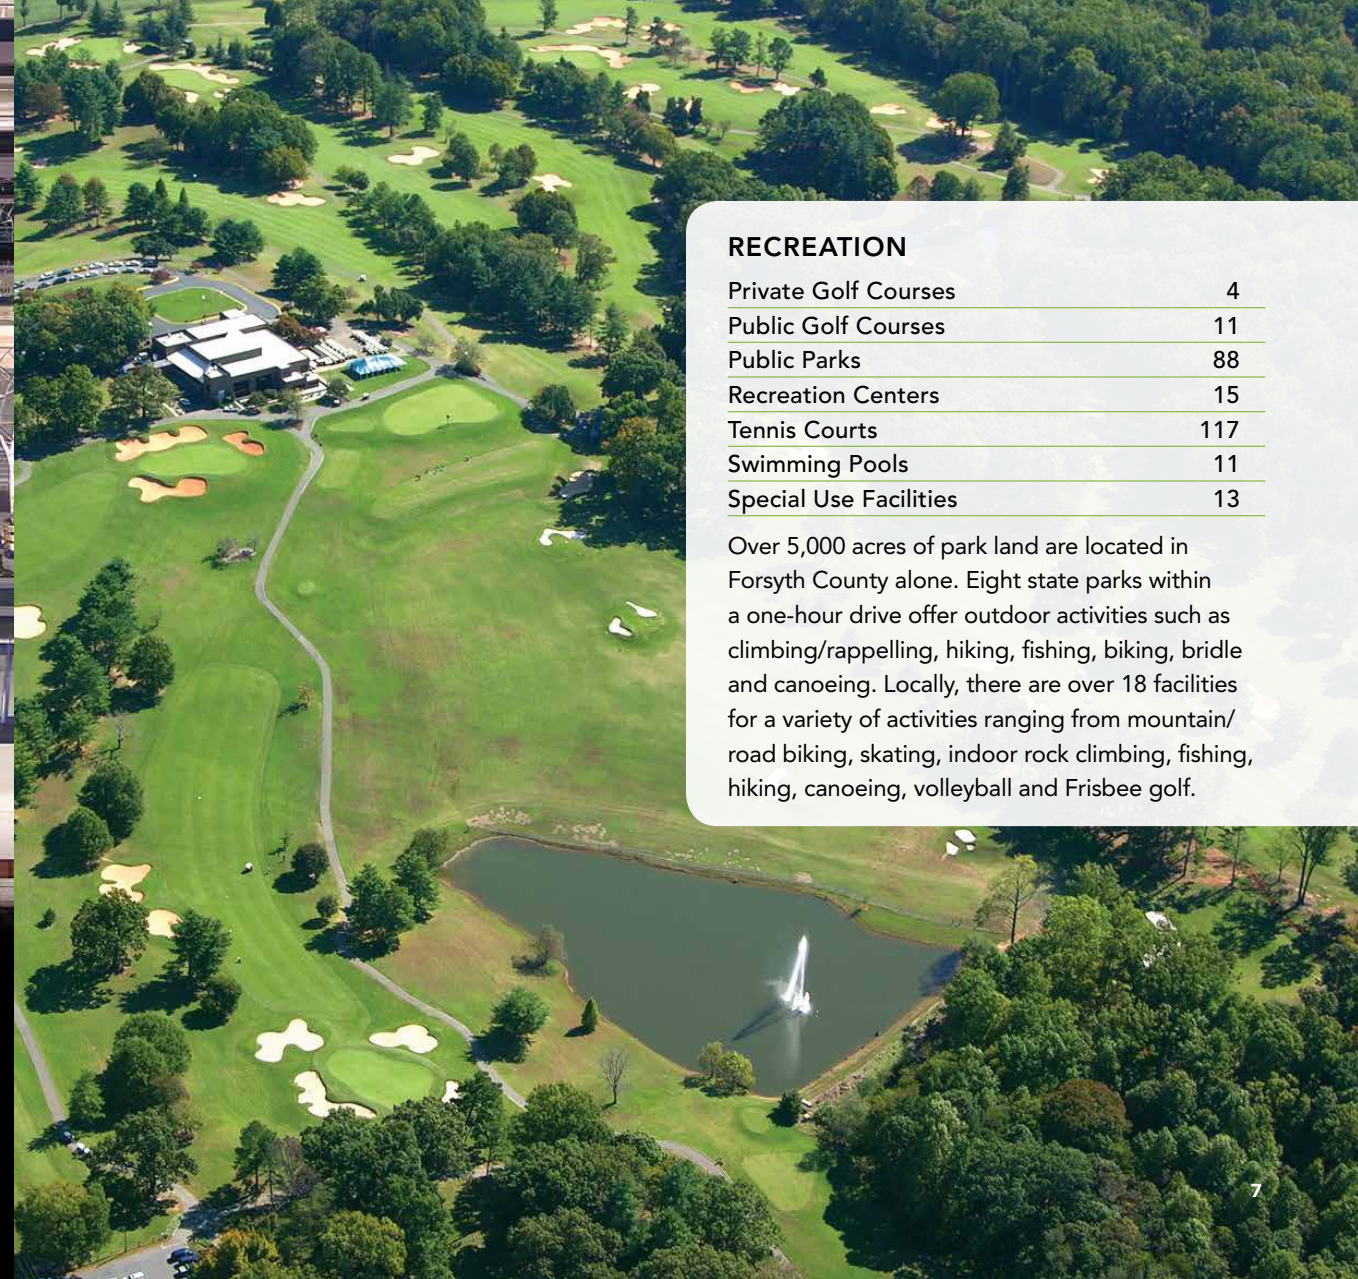 RECREATION
Private Golf Courses 4
Public Golf Courses 11
Public Parks 88
Recreation Centers 15
Tennis Courts 117
Swimming Pools 11
Special Use Facilities 13
Over 5,000 acres of park land are located in
Forsyth County alone. Eight state parks within
a one-hour drive offer outdoor activities such as
climbing/rappelling, hiking, fishing, biking, bridle
and canoeing. Locally, there are over 18 facilities
for a variety of activities ranging from mountain/
road biking, skating, indoor rock climbing, fishing,
hiking, canoeing, volleyball and Frisbee golf.
7